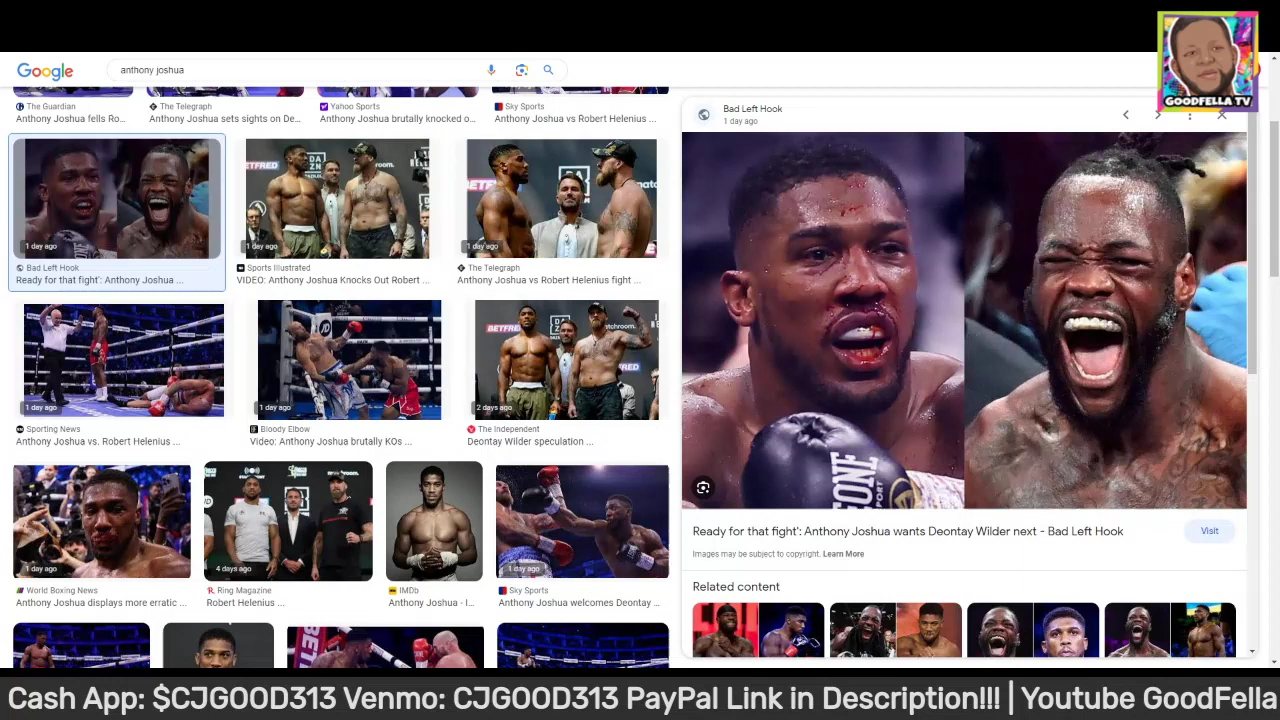 GOODFELLA TV
Google
anthony joshua
The Guardian
Anthony Joshua fells Ro...
The Telegraph
Anthony Joshua sets sights on De...
Yahoo Sports
Anthony Joshua brutally knocked o...
Sky Sports
Anthony Joshua vs Robert Helenius ...
Bad Left Hook
1 day ago
1 day ago
Bad Left Hook
Ready for that fight': Anthony Joshua ...
BETFRED
DAZN
1 day ago
Sports Illustrated
VIDEO: Anthony Joshua Knocks Out Robert ...
DAZN
1 day ago
The Telegraph
Anthony Joshua vs Robert Helenius fight ...
1 day ago
Sporting News
Anthony Joshua vs. Robert Helenius ...
1 day ago
Bloody Elbow
Video: Anthony Joshua brutally KOs ...
2 days ago
The Independent
Deontay Wilder speculation ...
1 day ago
World Boxing News
Anthony Joshua displays more erratic ...
4 days ago
Ring Magazine
Robert Helenius ...
IMDb
Anthony Joshua - I...
1 day ago
Sky Sports
Anthony Joshua welcomes Deontay ...
Ready for that fight': Anthony Joshua wants Deontay Wilder next - Bad Left Hook
Visit
Images may be subject to copyright. Learn More
Related content
Cash App: $CJGOOD313 Venmo: CJGOOD313 PayPal Link in Description!!! | Youtube GoodFella